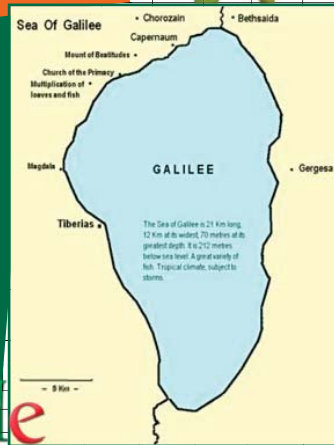 Sea Of Galilee
Chorozain
Bethsaida
Capernaum
Mount of Beatitudes
Church of the Primacy
Multiplication of
loaves and fish
Magdala
GALILEE
Gergesa
Tiberias
The Sea of Galilee is 21 Km long,
12 Km at its widest, 70 metres at its
greatest depth. It is 212 metres
below sea level. A great variety of
fish. Tropical climate, subject to
storms.
e